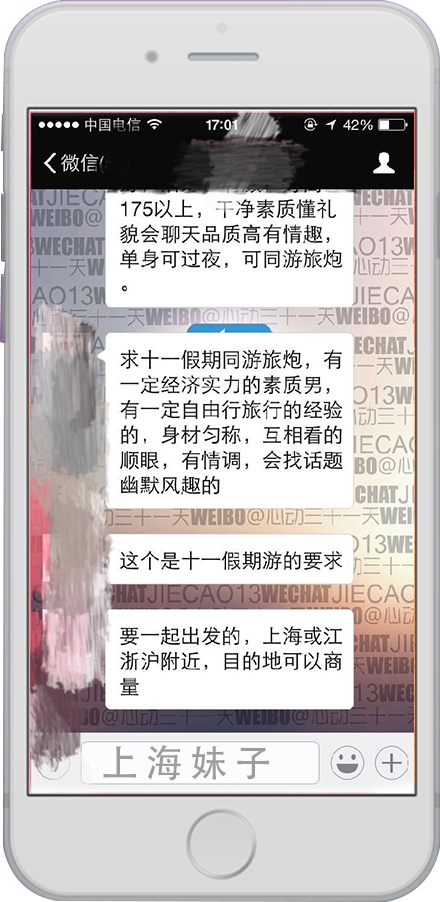 中国电信 17:01 42%
微信
175以上，干净素质懂礼
貌会聊天品质高有情趣，
单身可过夜，可同游旅炮
。
求十一假期同游旅炮，有
一定经济实力的素质男，
有一定自由行旅行的经验
的，身材匀称，互相看的
顺眼，有情调，会找话题
幽默风趣的
这个是十一假期游的要求
要一起出发的，上海或江
浙沪附近，目的地可以商
量
上海妹子
JIECAO13WECHAT
WEIBO@心动三十一天